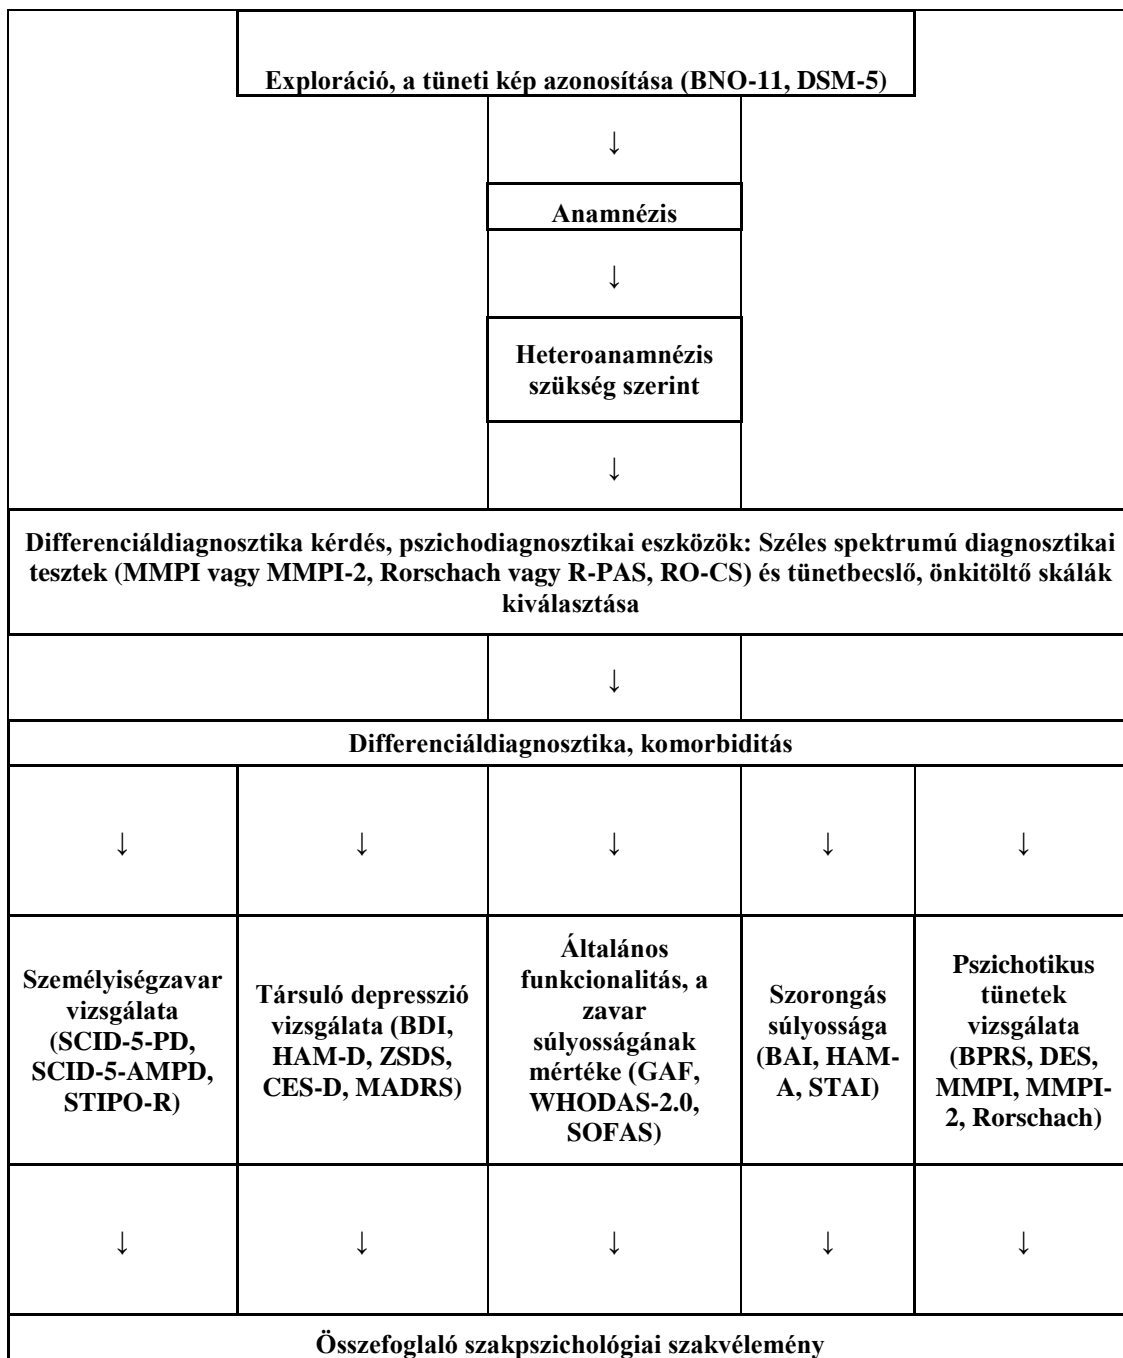 Exploráció, a tüneti kép azonosítása (BNO-11, DSM-5)
↓
Anamnézis
↓
Heteroanamnézis
szükség szerint
↓
Differenciáldiagnosztika kérdés, pszichodiagnosztikai eszközök: Széles spektrumú diagnosztikai
tesztek (MMPI vagy MMPI-2, Rorschach vagy R-PAS, RO-CS) és tünetbecslő, önkitöltő skálák
kiválasztása
↓
Differenciáldiagnosztika, komorbiditás
↓ ↓ ↓ ↓ ↓
Személyiségzavar
vizsgálata
(SCID-5-PD,
SCID-5-AMPD,
STIPO-R)
Társuló depresszió
vizsgálata (BDI,
HAM-D, ZSDS,
CES-D, MADRS)
Általános
funkcionalitás, a
zavar
súlyosságának
mértéke (GAF,
WHODAS-2.0,
SOFAS)
Szorongás
súlyossága
(BAI, HAM-
A, STAI)
Pszichotikus
tünetek
vizsgálata
(BPRS, DES,
MMPI, MMPI-
2, Rorschach)
↓ ↓ ↓ ↓ ↓
Összefoglaló szakpszichológiai szakvélemény